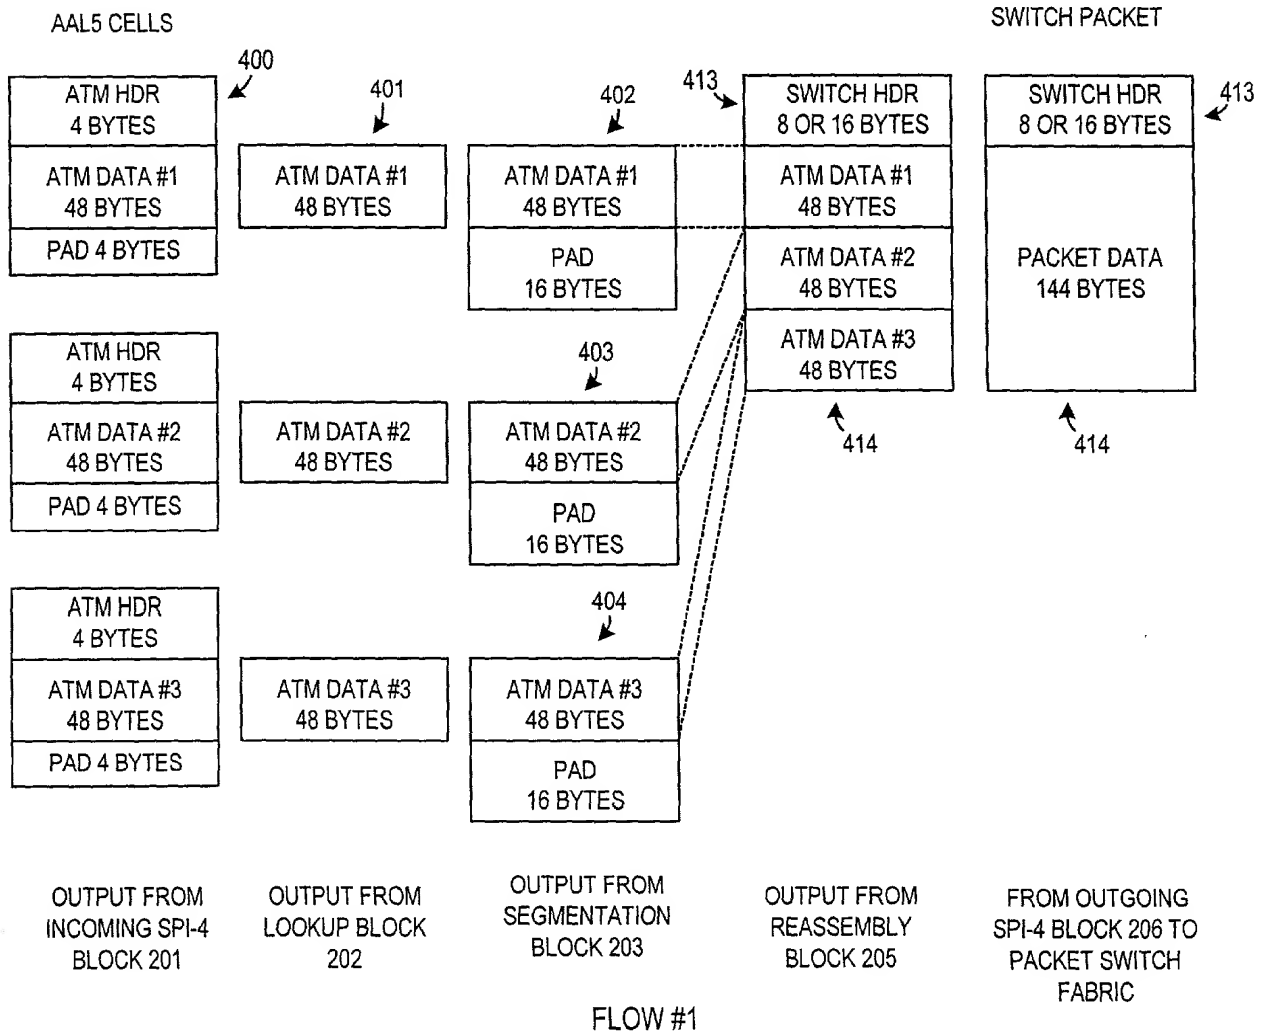 AAL5 CELLS
SWITCH PACKET
400
ATM HDR
4 BYTES
ATM DATA #1
48 BYTES
PAD 4 BYTES
ATM HDR
4 BYTES
ATM DATA #2
48 BYTES
PAD 4 BYTES
ATM HDR
4 BYTES
ATM DATA #3
48 BYTES
PAD 4 BYTES
OUTPUT FROM
INCOMING SPI-4
BLOCK 201
401
ATM DATA #1
48 BYTES
ATM DATA #2
48 BYTES
ATM DATA #3
48 BYTES
OUTPUT FROM
LOOKUP BLOCK
202
402
ATM DATA #1
48 BYTES
PAD
16 BYTES
403
ATM DATA #2
48 BYTES
PAD
16 BYTES
404
ATM DATA #3
48 BYTES
PAD
16 BYTES
OUTPUT FROM
SEGMENTATION
BLOCK 203
413
SWITCH HDR
8 OR 16 BYTES
ATM DATA #1
48 BYTES
ATM DATA #2
48 BYTES
ATM DATA #3
48 BYTES
414
OUTPUT FROM
REASSEMBLY
BLOCK 205
413
SWITCH HDR
8 OR 16 BYTES
PACKET DATA
144 BYTES
414
FROM OUTGOING
SPI-4 BLOCK 206 TO
PACKET SWITCH
FABRIC
FLOW #1